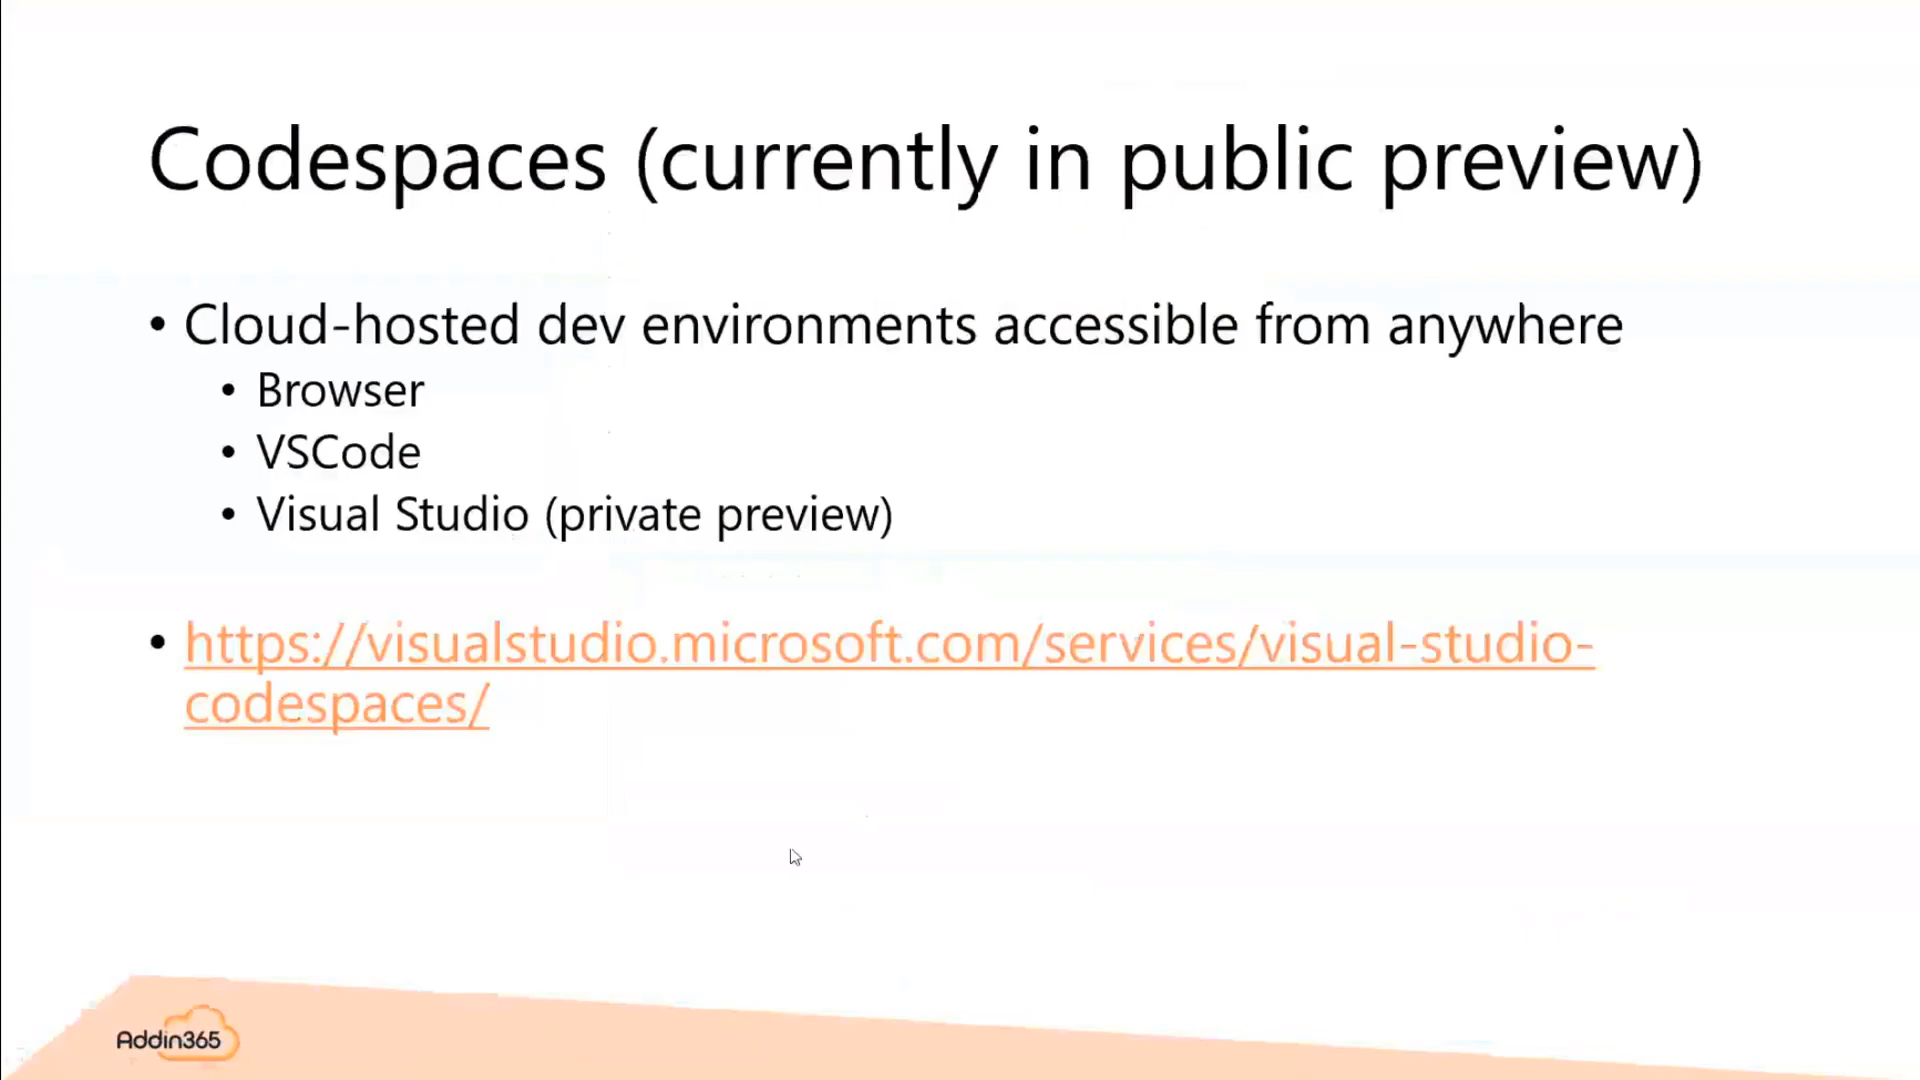 Codespaces (currently in public preview)
• Cloud-hosted dev environments accessible from anywhere
• Browser
• VSCode
• Visual Studio (private preview)
• https://visualstudio.microsoft.com/services/visual-studio-
codespaces/
Addin365